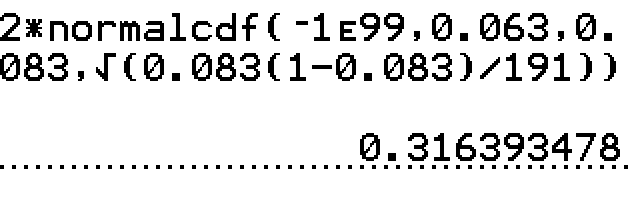 2*normalcdf(⁻1ᴇ99,0.063,0.
083,√(0.083(1-0.083)/191))
0.316393478